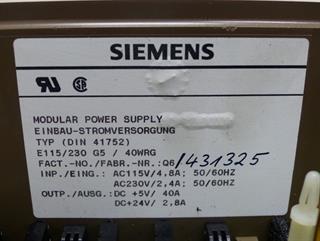 SIEMENS
MODULAR POWER SUPPLY
EINBAU-STROMVERSORGUNG
TYP (DIN 41752)
E115/230 G5 / 40WRG
FACT.-NO./FABR.-NR.:Q6/431325
INP./EING.: AC115V/4,8A; 50/60HZ
AC230V/2,4A; 50/60HZ
OUTP./AUSG.:DC +5V/ 40A
DC+24V/ 2,8A